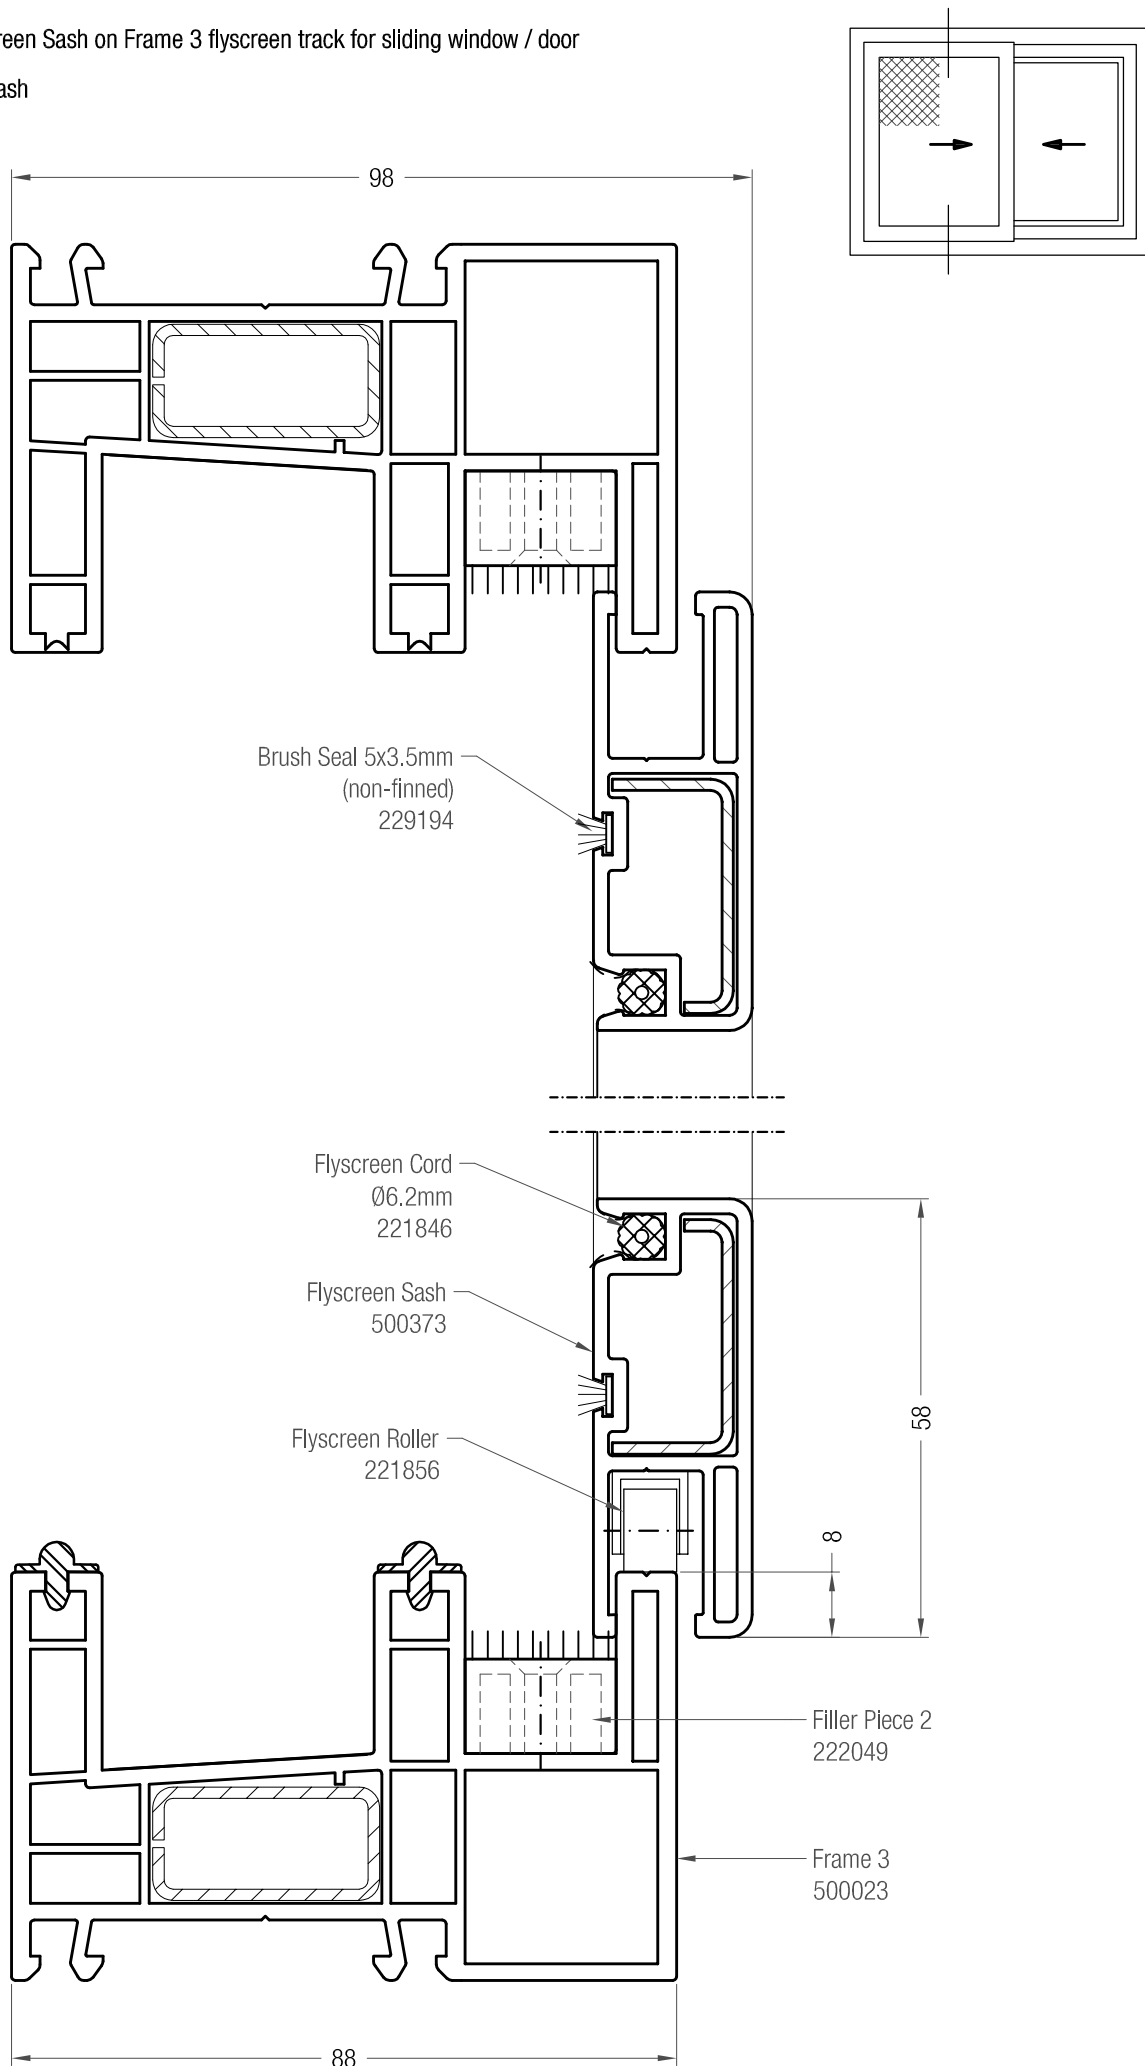 Sash on Frame 3 flyscreen track for sliding window / door
98
Brush Seal 5x3.5mm
(non-finned)
229194
Flyscreen Cord
Ø6.2mm
221846
Flyscreen Sash
500373
58
Flyscreen Roller
221856
8
Filler Piece 2
222049
Frame 3
500023
88